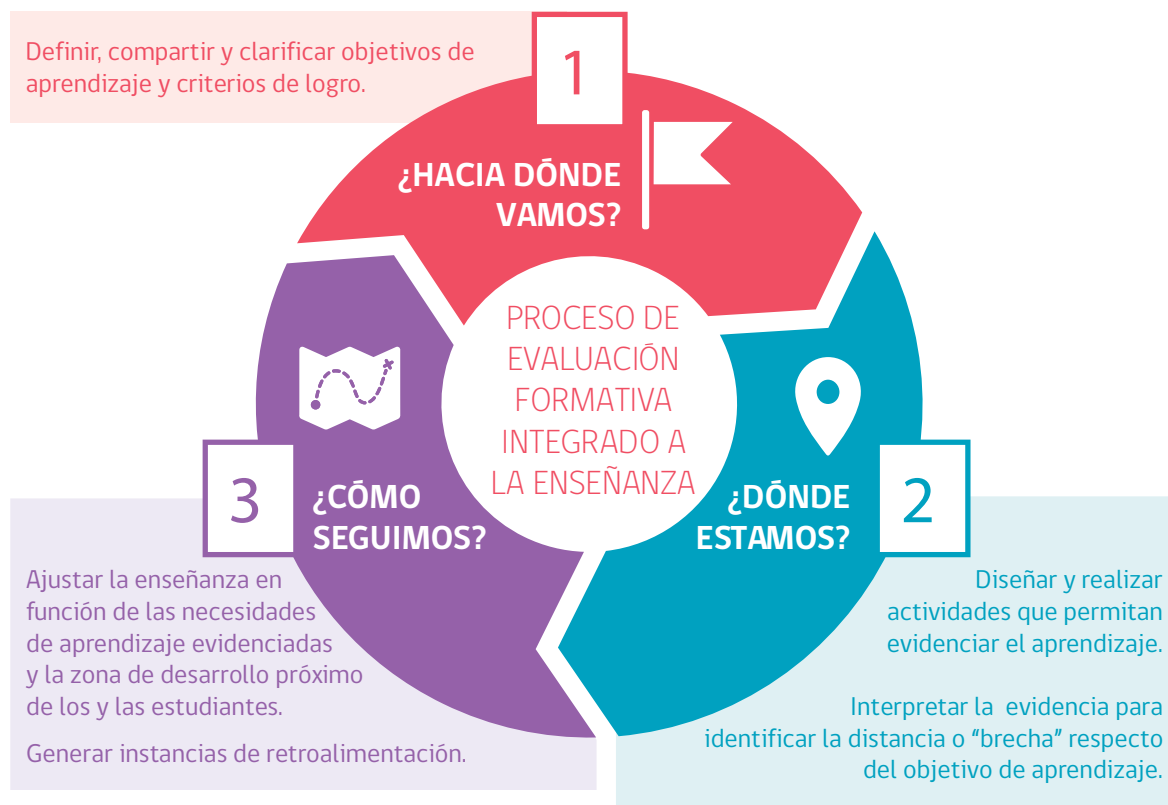 Definir, compartir y clarificar objetivos de
aprendizaje y criterios de logro.
1
¿HACIA DÓNDE
VAMOS?
PROCESO DE
EVALUACIÓN
FORMATIVA
INTEGRADO A
LA ENSEÑANZA
2
¿DÓNDE
ESTAMOS?
Diseñar y realizar
actividades que permitan
evidenciar el aprendizaje.
Interpretar la evidencia para
identificar la distancia o “brecha” respecto
del objetivo de aprendizaje.
3
¿CÓMO
SEGUIMOS?
Ajustar la enseñanza en
función de las necesidades
de aprendizaje evidenciadas
y la zona de desarrollo próximo
de los y las estudiantes.
Generar instancias de retroalimentación.